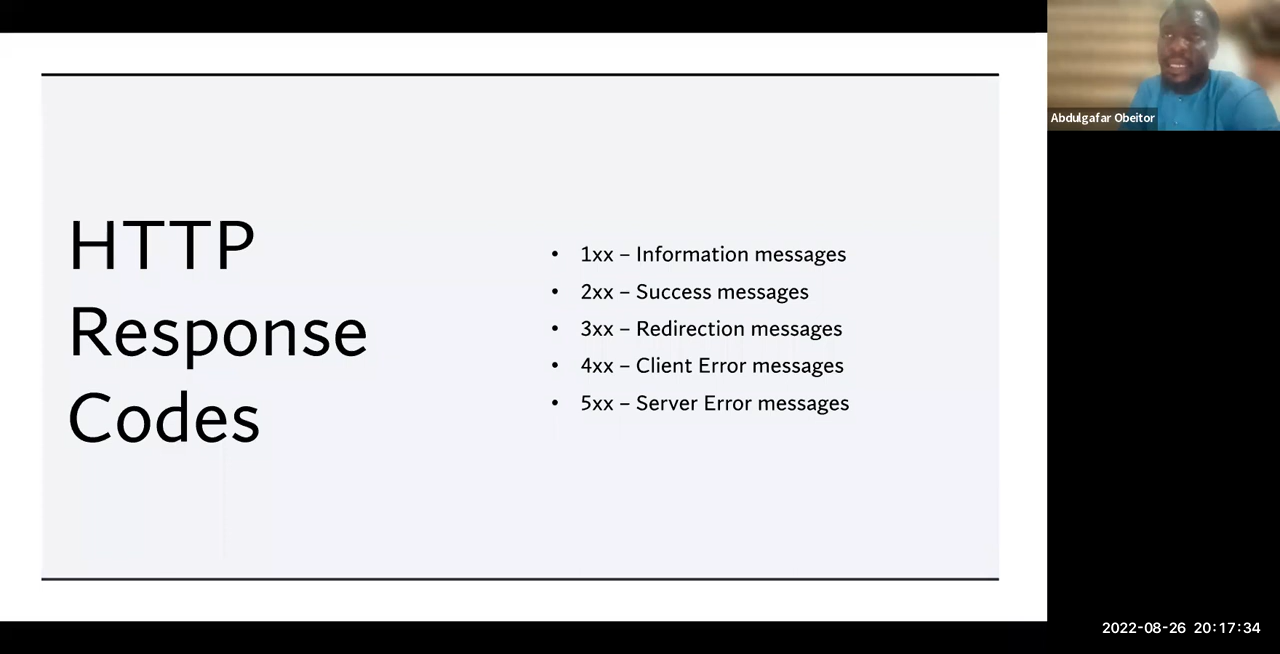 HTTP
Response
Codes
• 1xx – Information messages
• 2xx – Success messages
• 3xx – Redirection messages
• 4xx – Client Error messages
• 5xx – Server Error messages
Abdulgafar Obeitor
2022-08-26 20:17:34